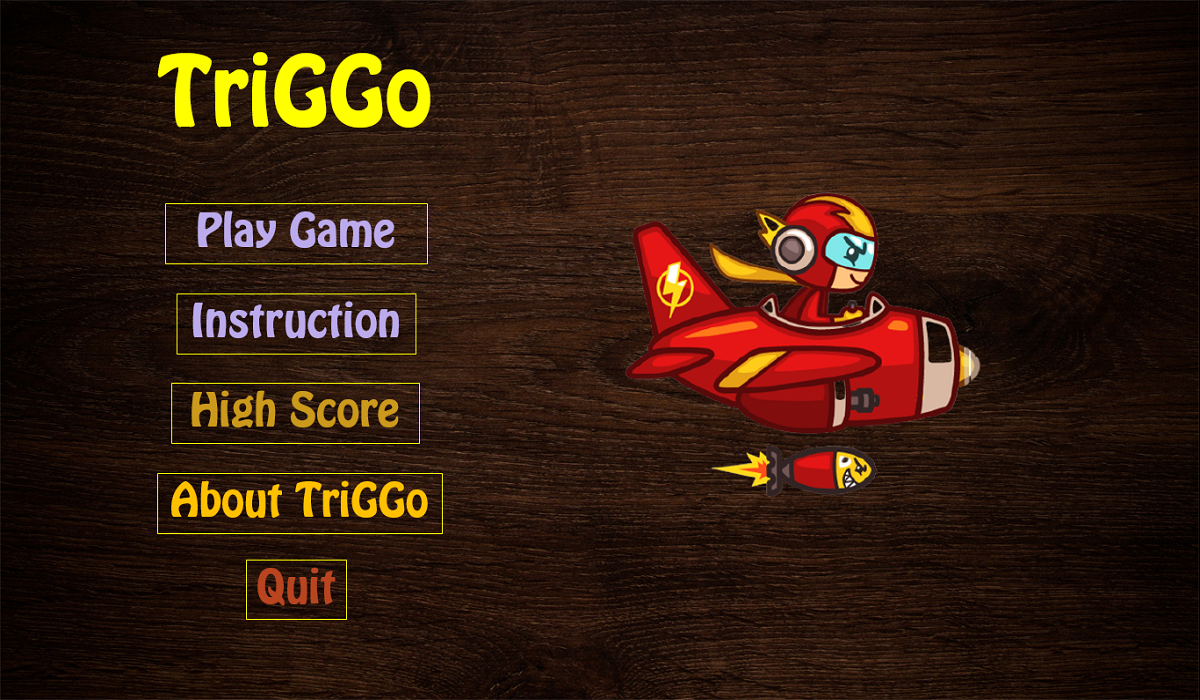 TriGGo
Play Game
Instruction
High Score
About TriGGo
Quit